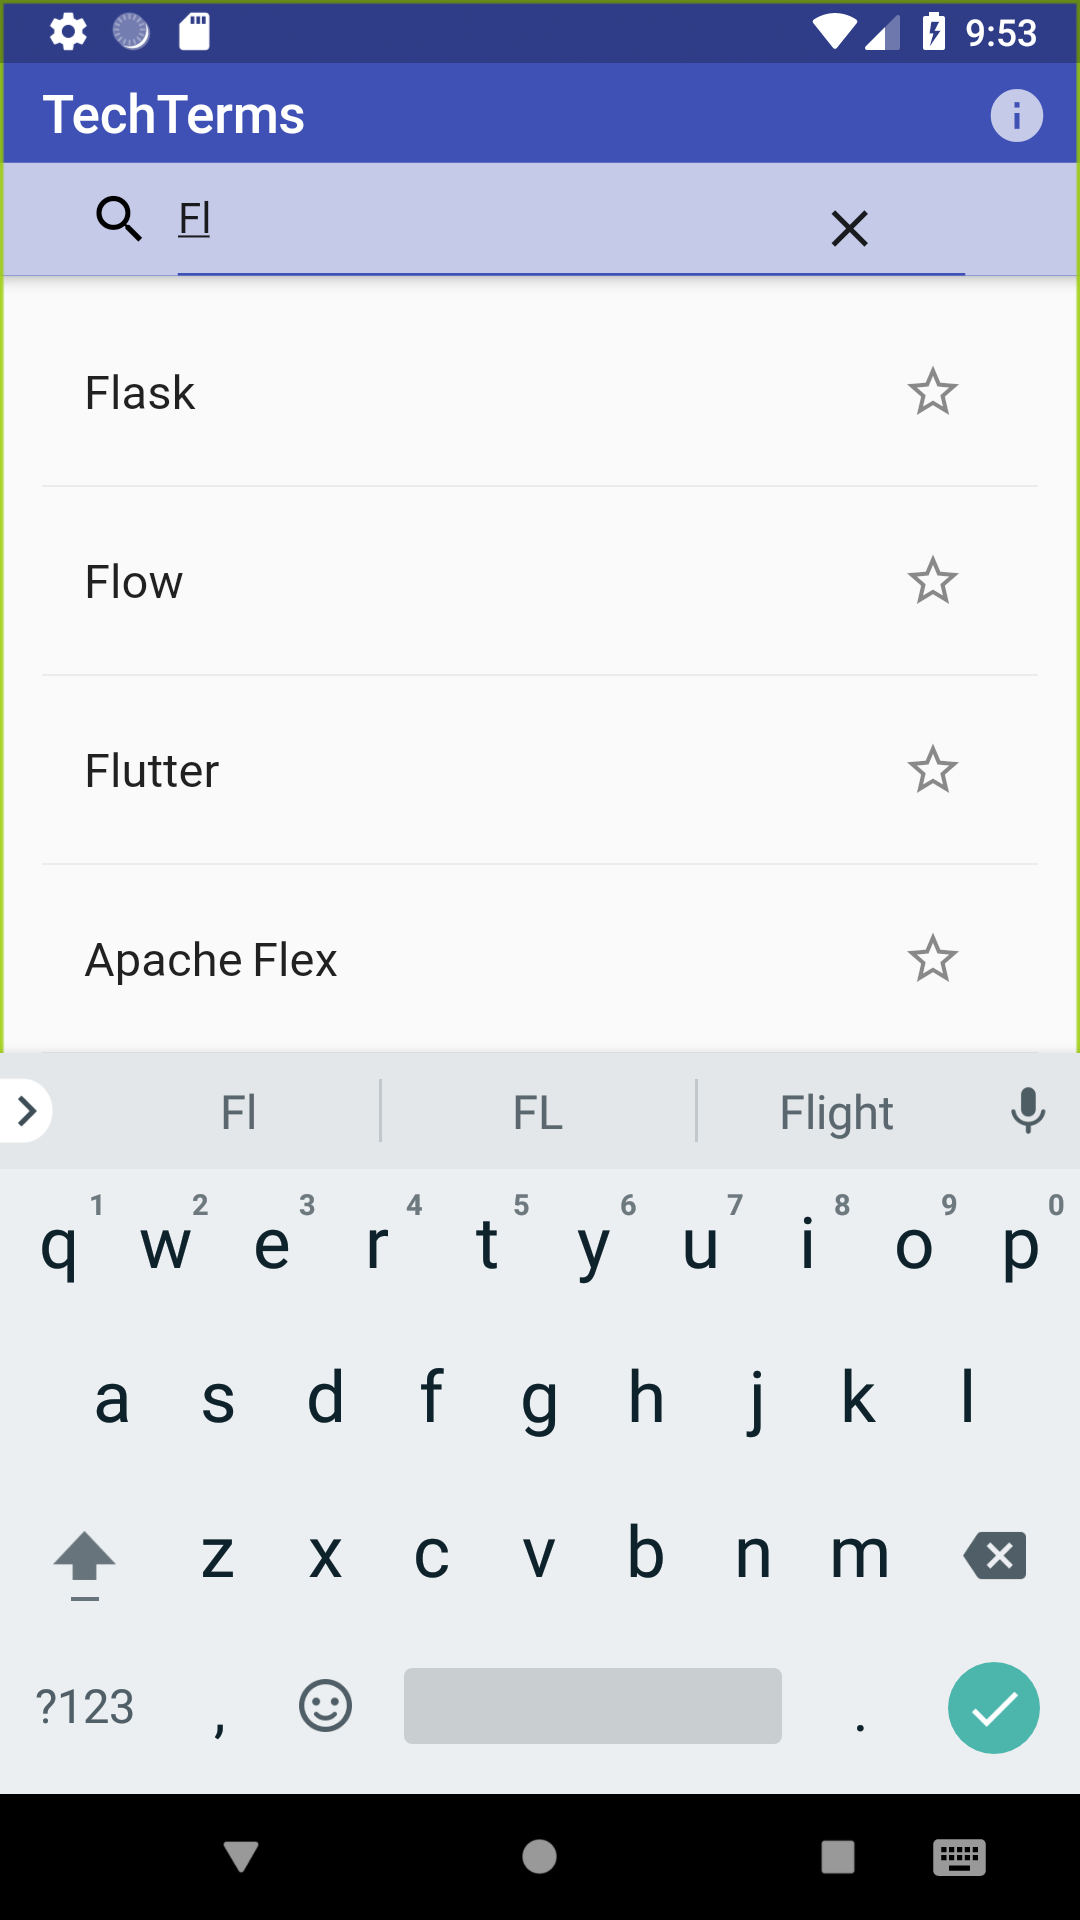 9:53
TechTerms
Fl
Flask
Flow
Flutter
Apache Flex
Fl FL Flight
1 2 3 4 5 6 7 8 9 0
q w e r t y u i o p
a s d f g h j k l
z x c v b n m
?123 , .